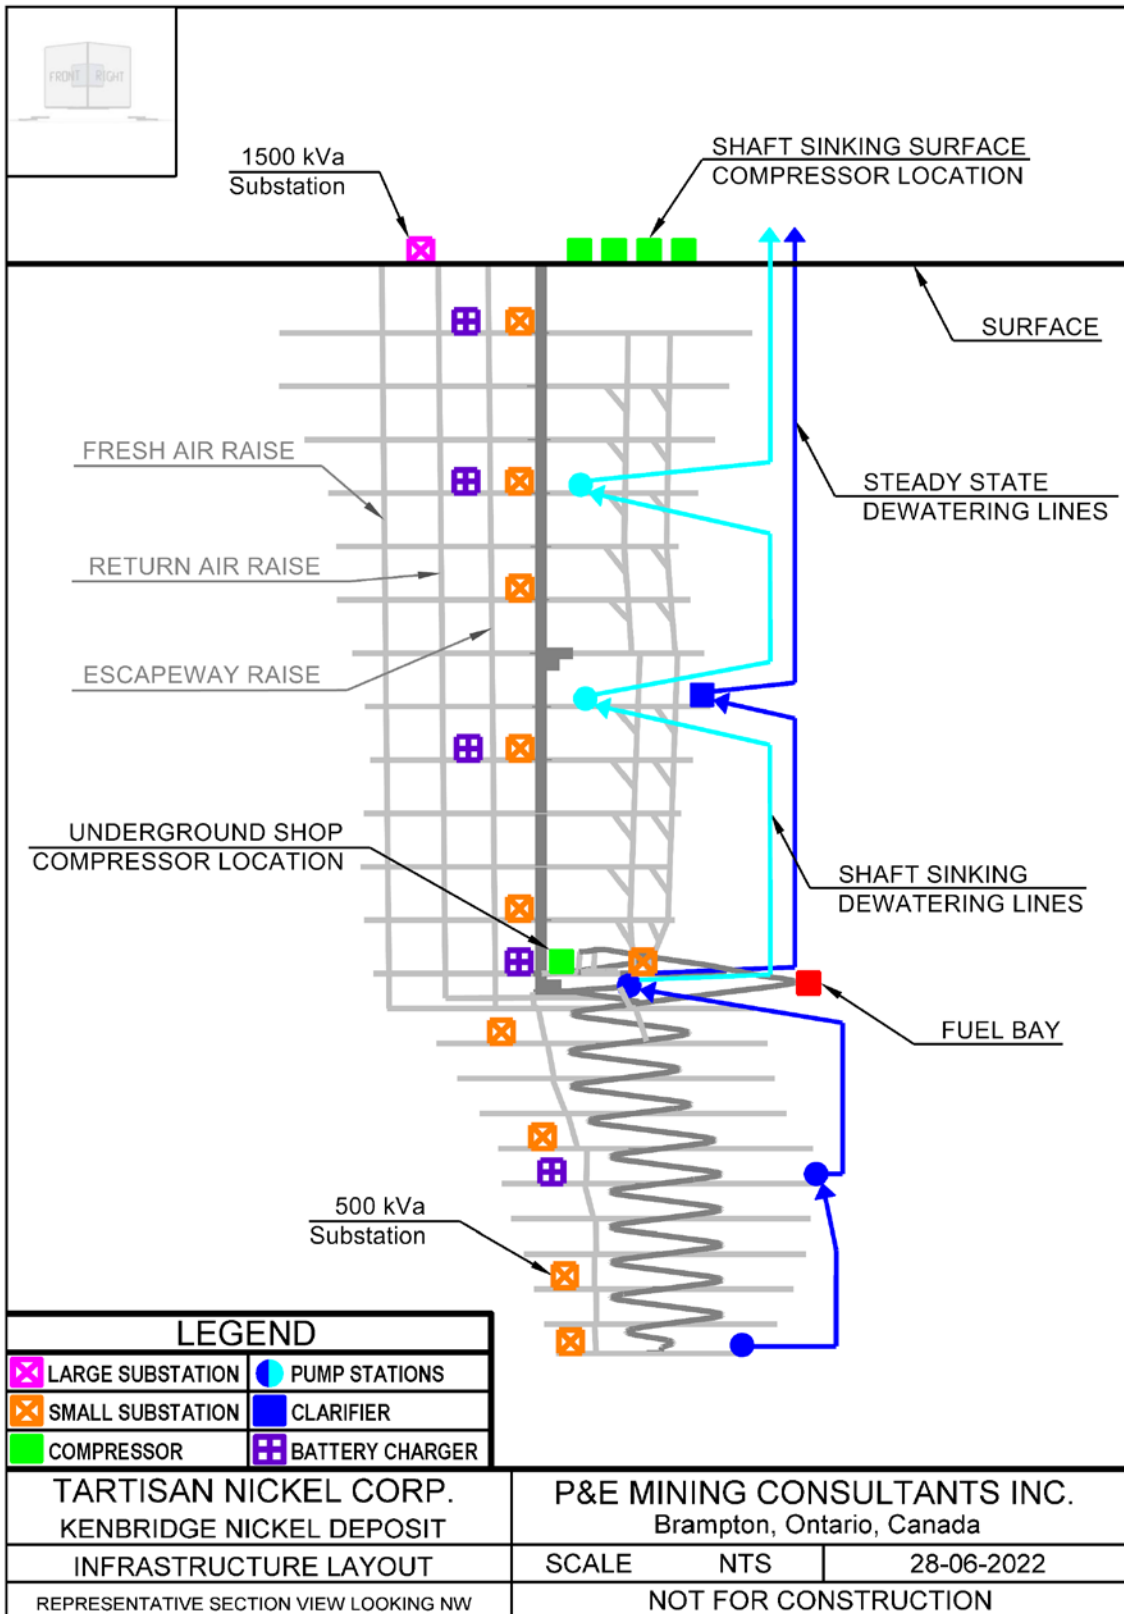 FRONT RIGHT
1500 kVa
Substation
SHAFT SINKING SURFACE
COMPRESSOR LOCATION
SURFACE
FRESH AIR RAISE
STEADY STATE
DEWATERING LINES
RETURN AIR RAISE
ESCAPEWAY RAISE
UNDERGROUND SHOP
COMPRESSOR LOCATION
SHAFT SINKING
DEWATERING LINES
FUEL BAY
500 kVa
Substation
LEGEND
LARGE SUBSTATION PUMP STATIONS
SMALL SUBSTATION CLARIFIER
COMPRESSOR BATTERY CHARGER
TARTISAN NICKEL CORP.
KENBRIDGE NICKEL DEPOSIT
INFRASTRUCTURE LAYOUT
REPRESENTATIVE SECTION VIEW LOOKING NW
P&E MINING CONSULTANTS INC.
Brampton, Ontario, Canada
SCALE NTS 28-06-2022
NOT FOR CONSTRUCTION